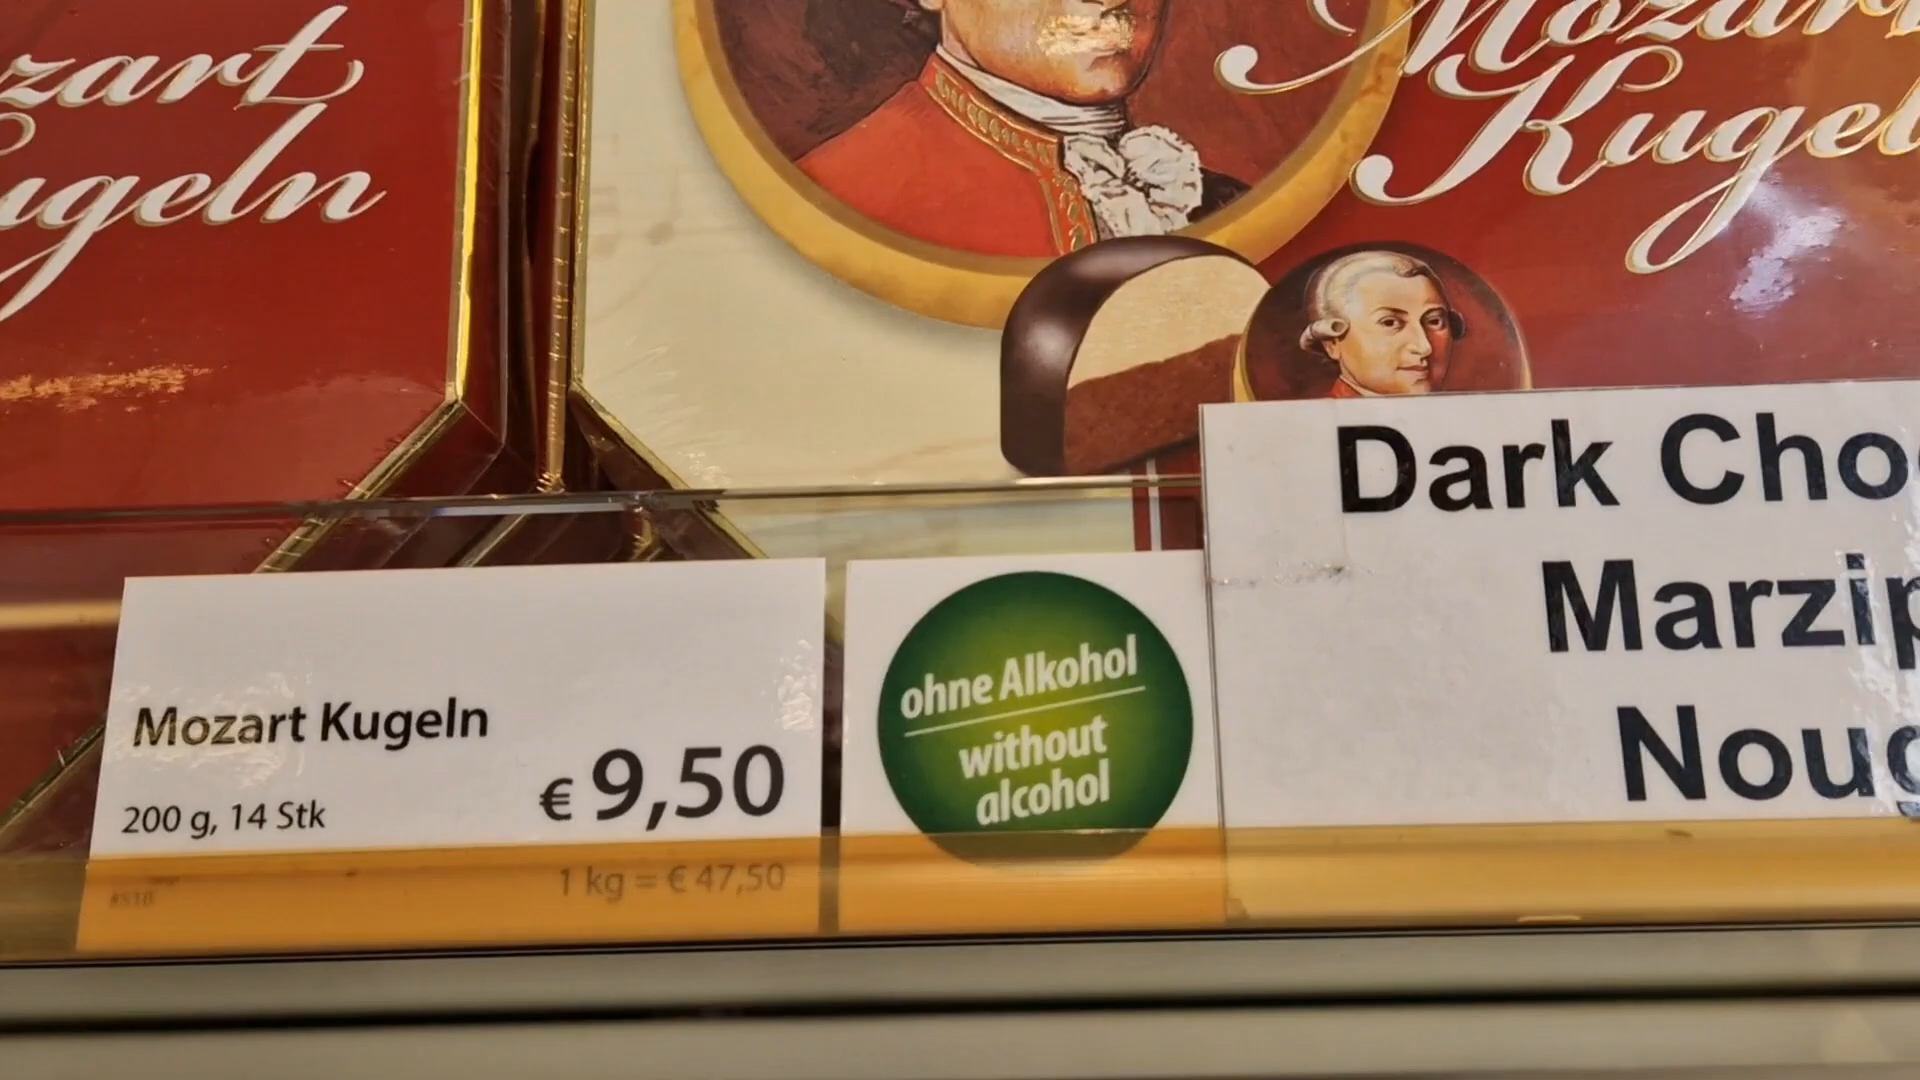 zart
ugeln
Mozart
Kugel
Dark Cho
Marzip
Noug
Mozart Kugeln
€ 9,50
200 g, 14 Stk
1 kg = € 47,50
ohne Alkohol
without
alcohol